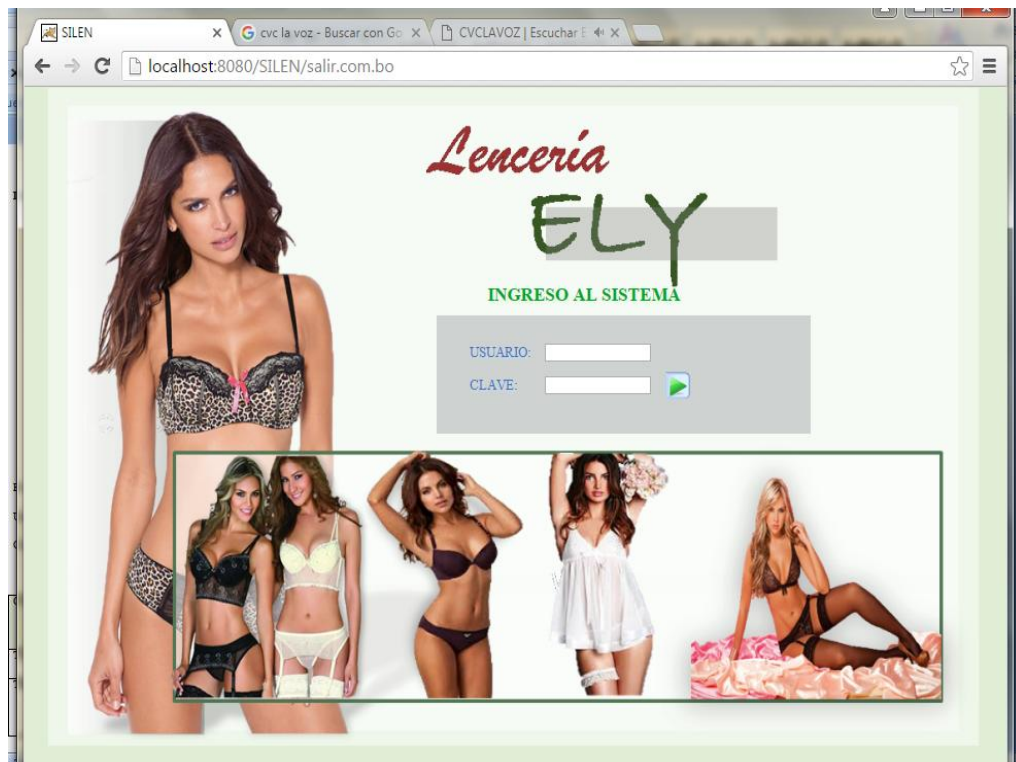 SILEN
cvc la voz - Buscar con Go
CVCLAVOZ | Escuchar E
localhost:8080/SILEN/salir.com.bo
Lencería
ELY
INGRESO AL SISTEMA
USUARIO:
CLAVE: